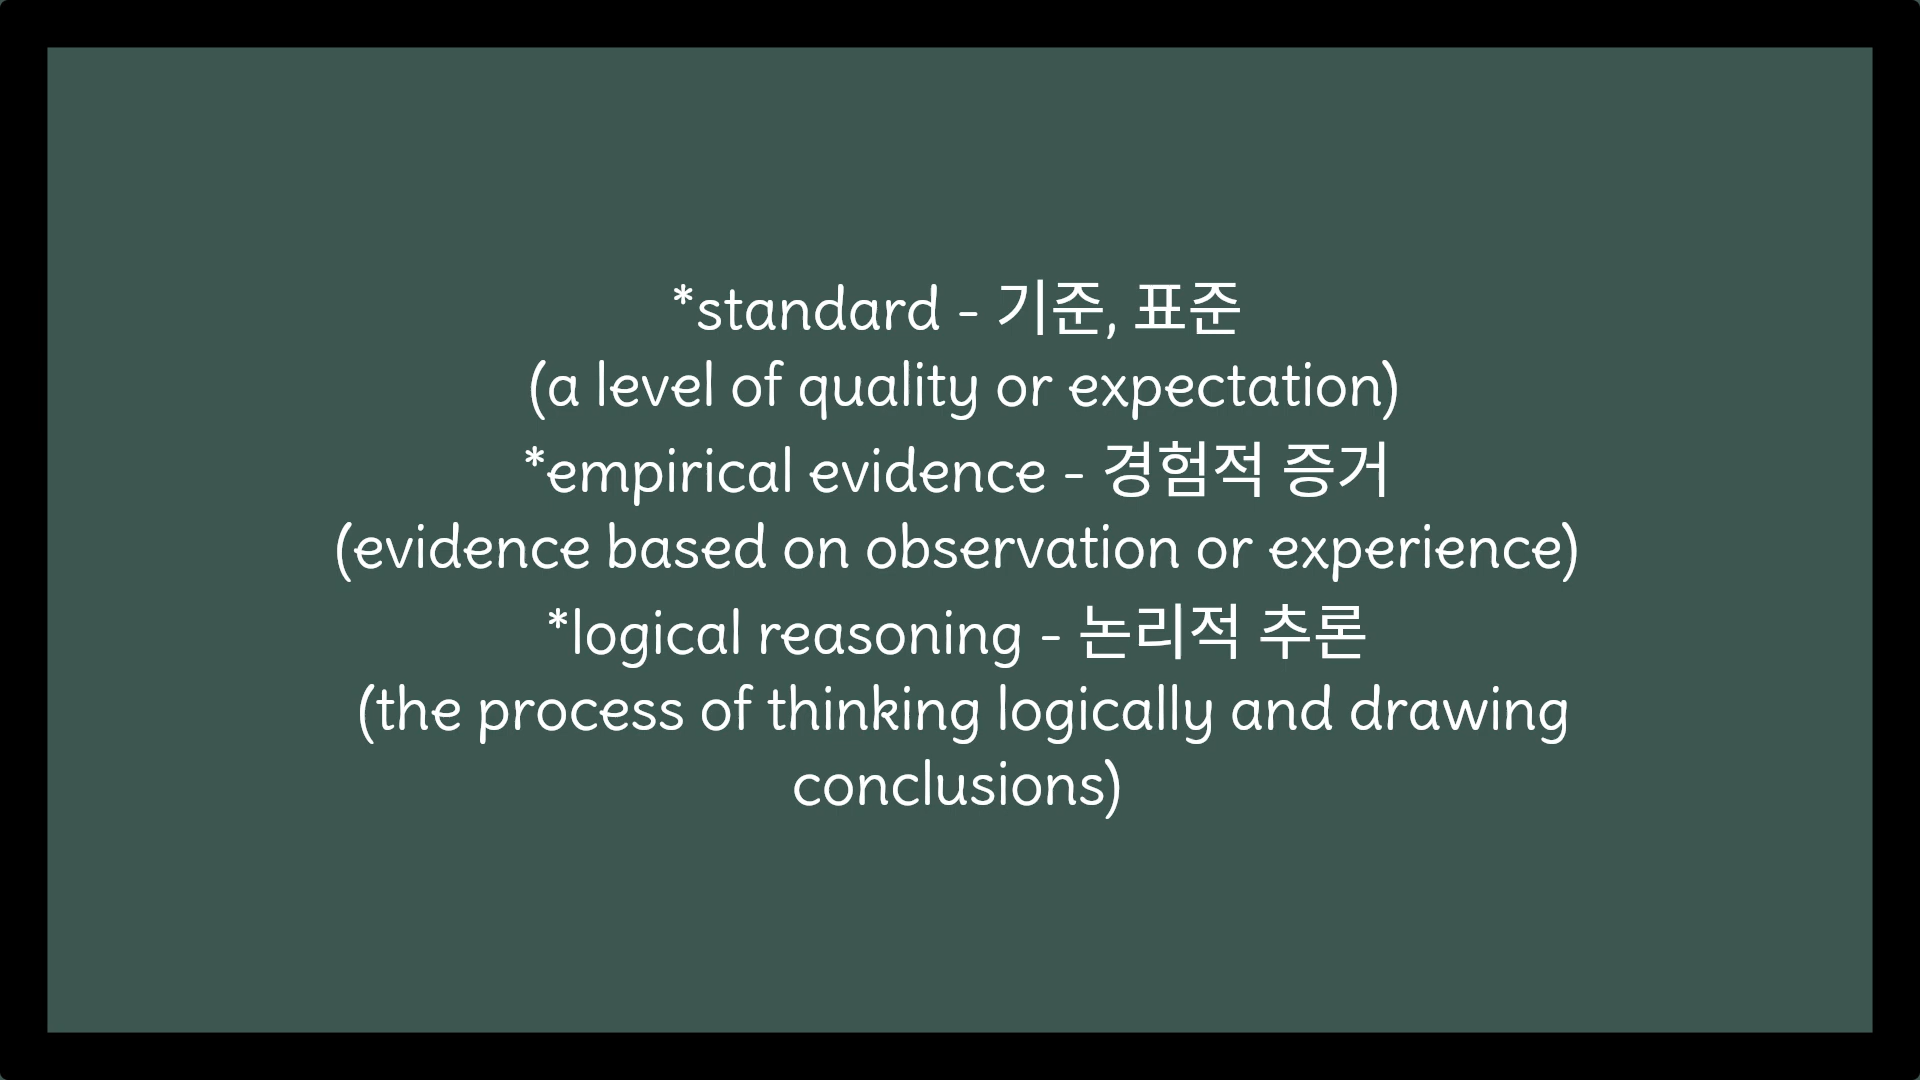 *standard - 기준, 표준
(a level of quality or expectation)
*empirical evidence - 경험적 증거
(evidence based on observation or experience)
*logical reasoning - 논리적 추론
(the process of thinking logically and drawing
conclusions)